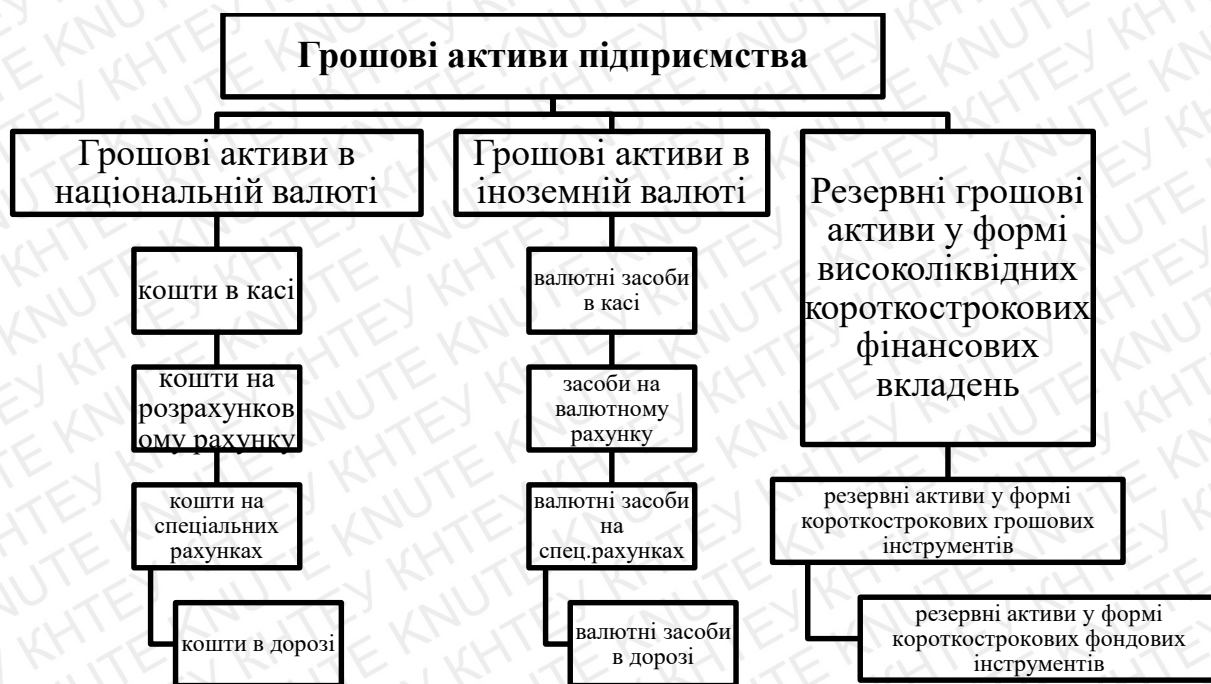 Грошові активи підприємства
Грошові активи в
національній валюті
кошти в касі
кошти на
розрахунков
ому рахунку
кошти на
спеціальних
рахунках
кошти в дорозі
Грошові активи в
іноземній валюті
валютні засоби
в касі
засоби на
валютному
рахунку
валютні засоби
на
спец.рахунках
валютні засоби
в дорозі
Резервні грошові
активи у формі
високоліквідних
короткострокових
фінансових
вкладень
резервні активи у формі
короткострокових грошових
інструментів
резервні активи у формі
короткострокових фондових
інструментів